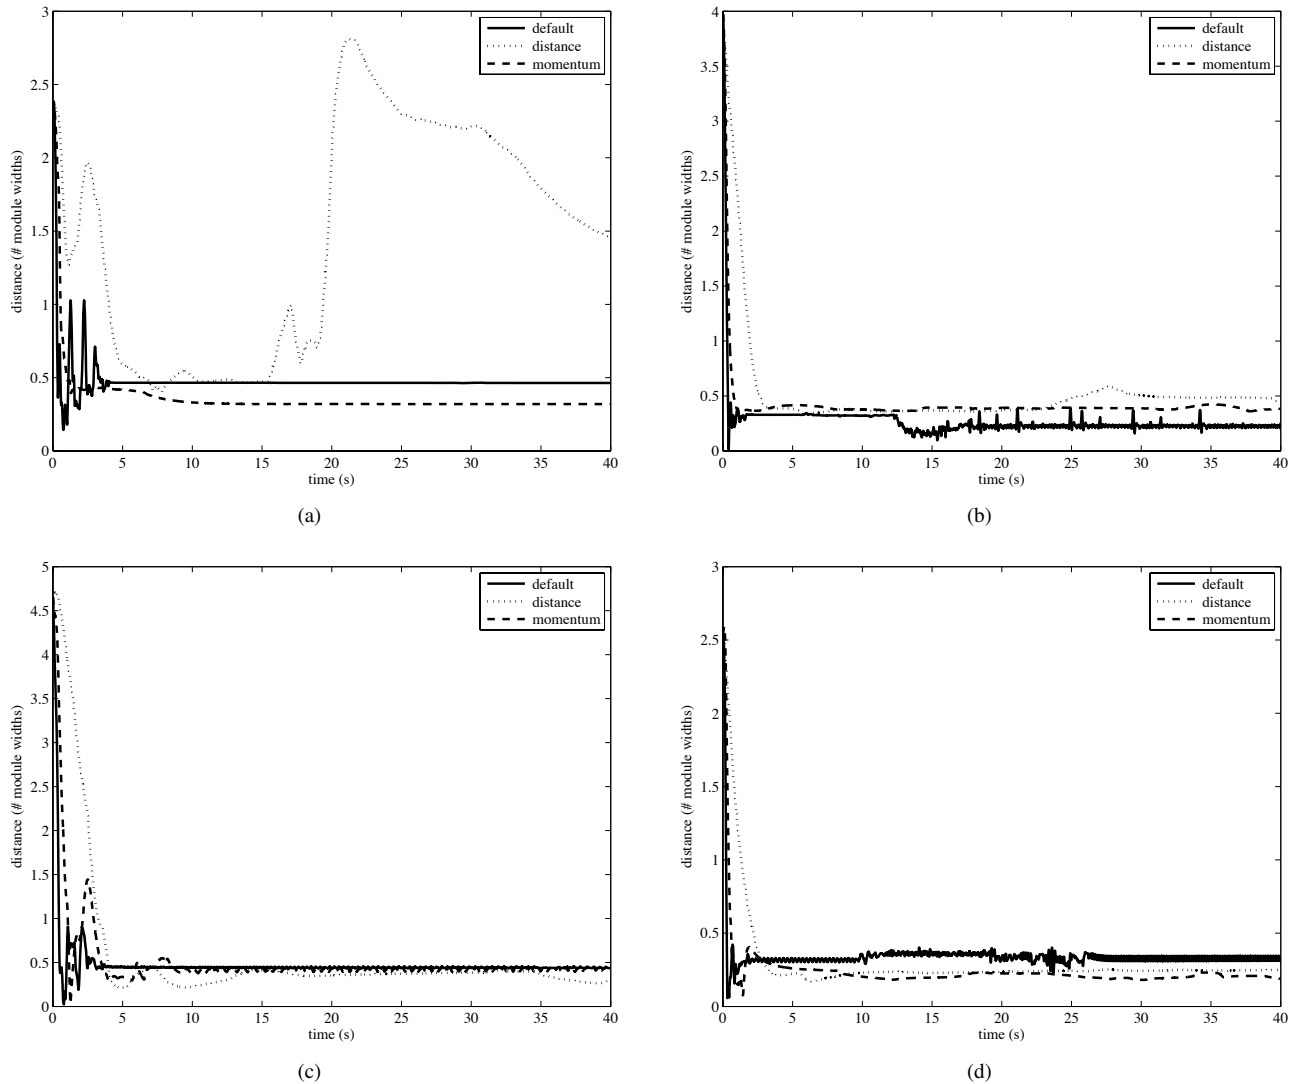 3
2.5
2
1.5
1
0.5
0
0 5 10 15 20 25 30 35 40
distance (# module widths)
time (s)
default
distance
momentum
(a)
4
3.5
3
2.5
2
1.5
1
0.5
0
0 5 10 15 20 25 30 35 40
distance (# module widths)
time (s)
default
distance
momentum
(b)
5
4.5
4
3.5
3
2.5
2
1.5
1
0.5
0
0 5 10 15 20 25 30 35 40
distance (# module widths)
time (s)
default
distance
momentum
(c)
3
2.5
2
1.5
1
0.5
0
0 5 10 15 20 25 30 35 40
distance (# module widths)
time (s)
default
distance
momentum
(d)